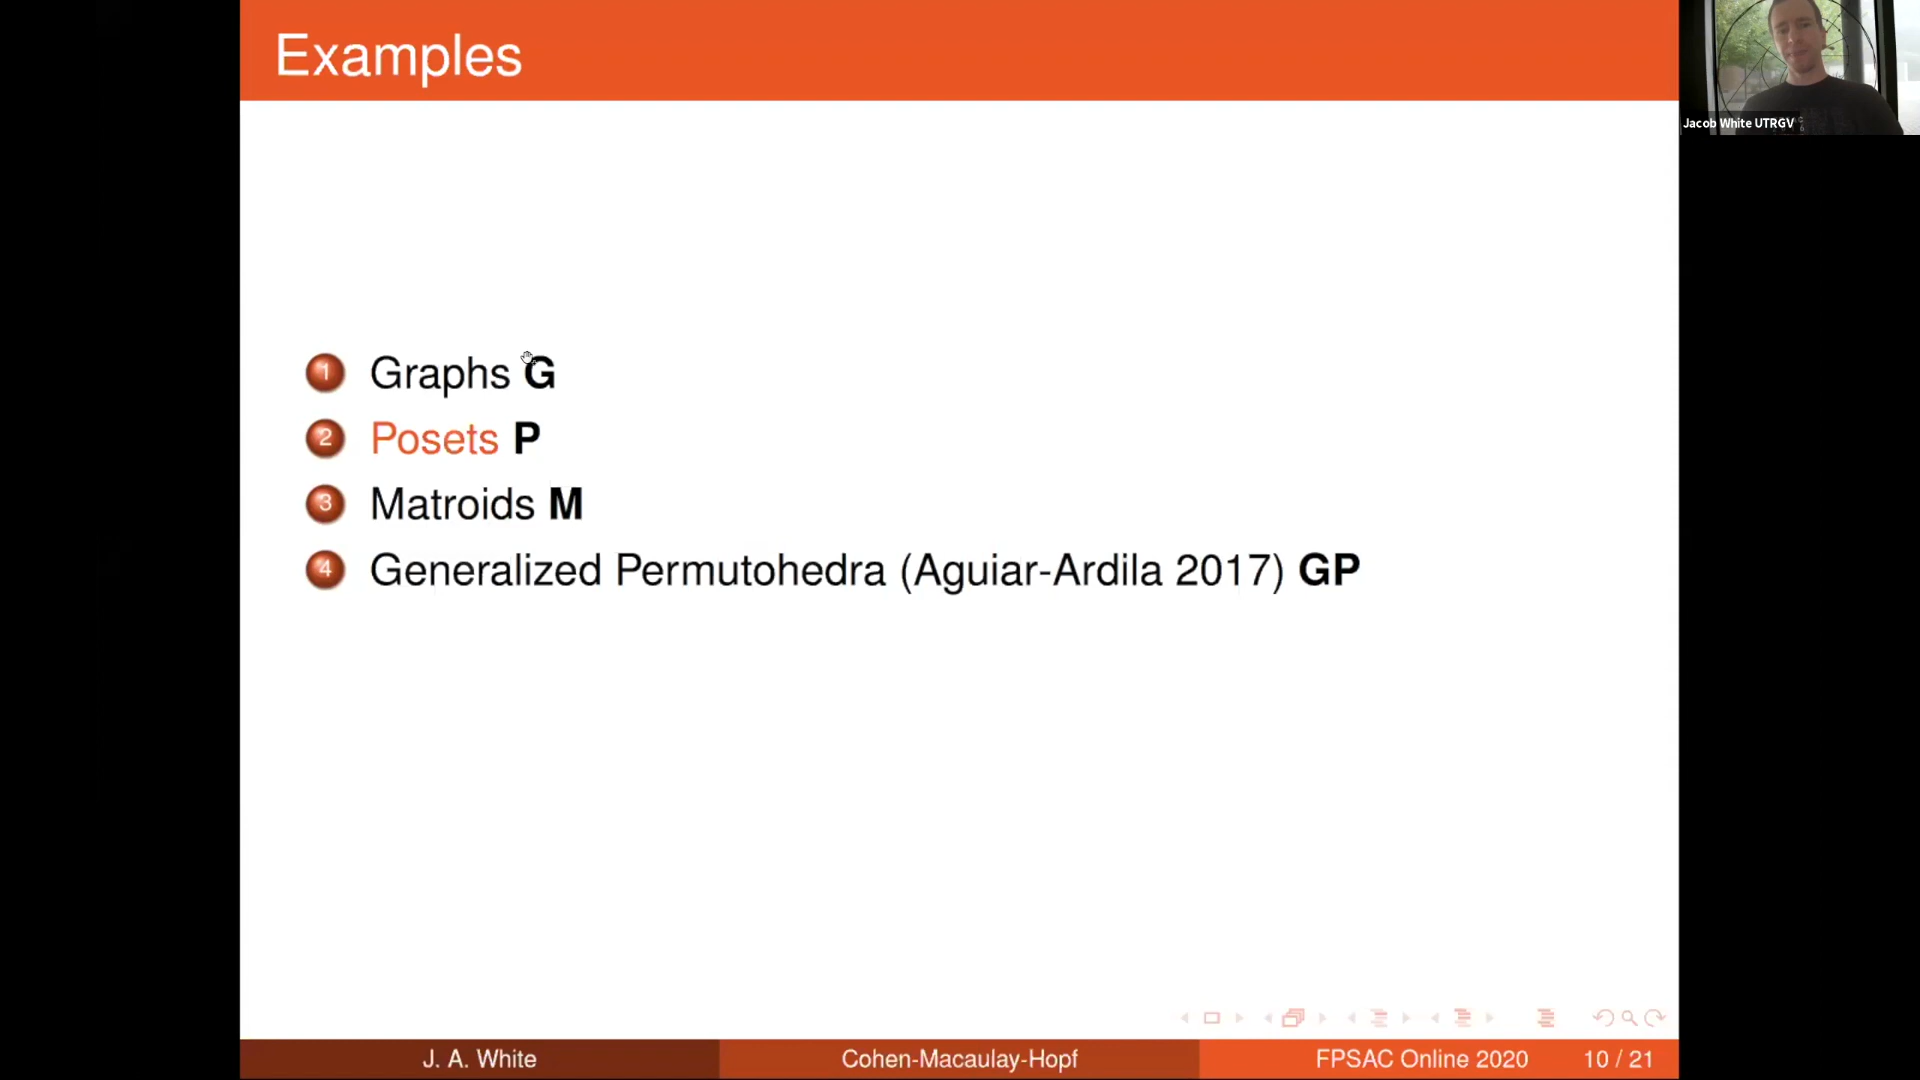 Examples
Jacob White UTRGV
1 Graphs G
2 Posets P
3 Matroids M
4 Generalized Permutohedra (Aguiar-Ardila 2017) GP
J. A. White Cohen-Macaulay-Hopf FPSAC Online 2020 10 / 21